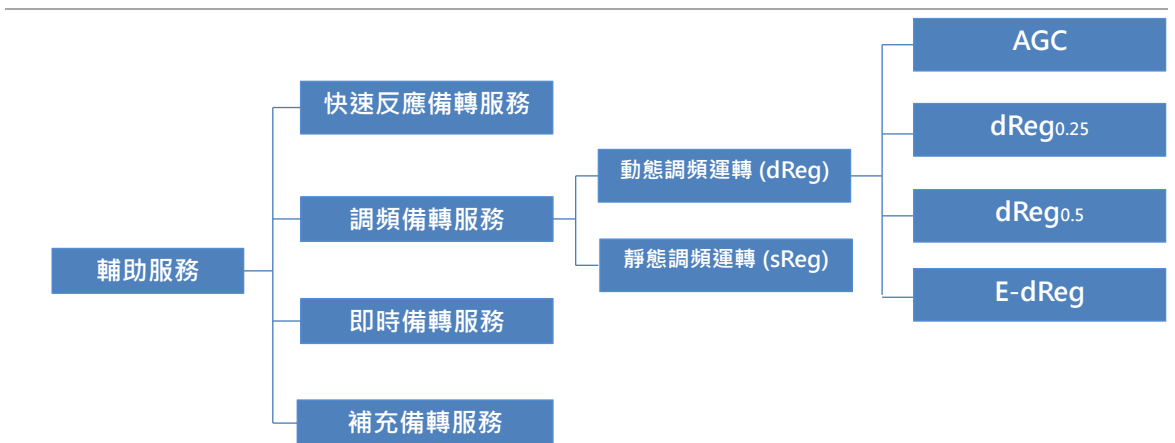 輔助服務
快速反應備轉服務
調頻備轉服務
即時備轉服務
補充備轉服務
動態調頻運轉 (dReg)
靜態調頻運轉 (sReg)
AGC
dReg0.25
dReg0.5
E-dReg